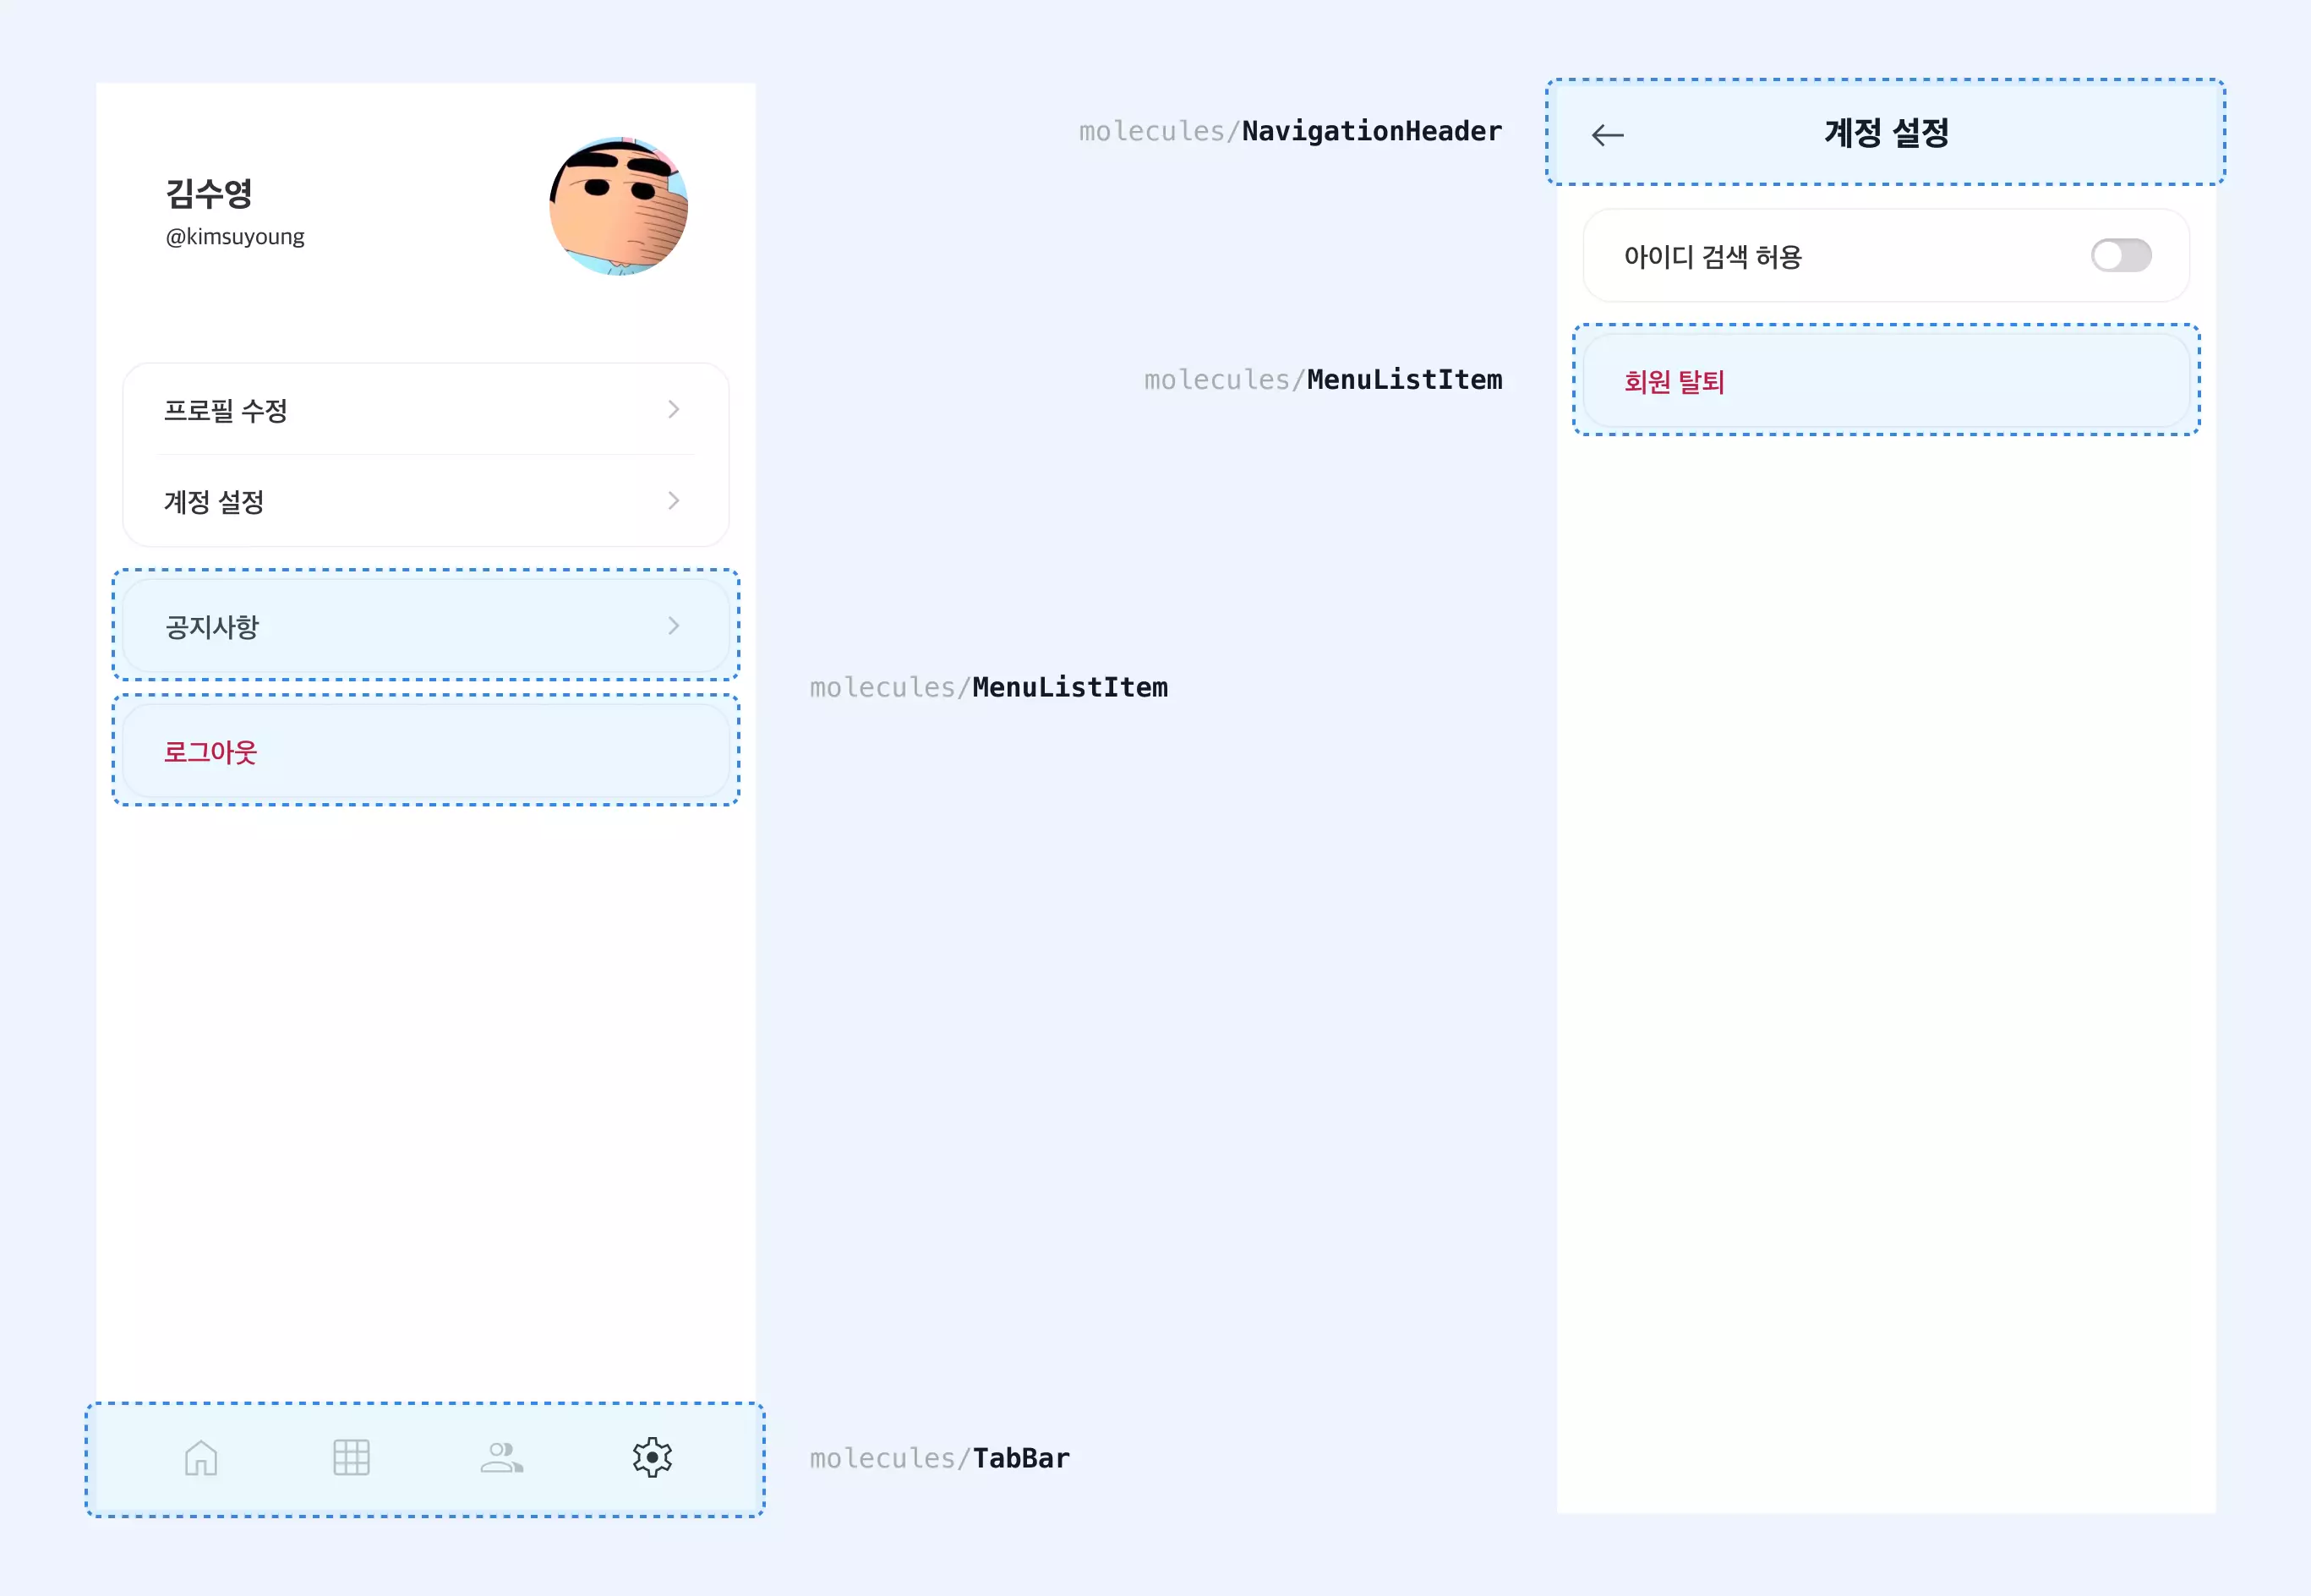 김수영
@kimsuyoung
프로필 수정
계정 설정
공지사항
로그아웃
molecules/NavigationHeader
molecules/MenuListItem
molecules/MenuListItem
molecules/TabBar
계정 설정
아이디 검색 허용
회원 탈퇴